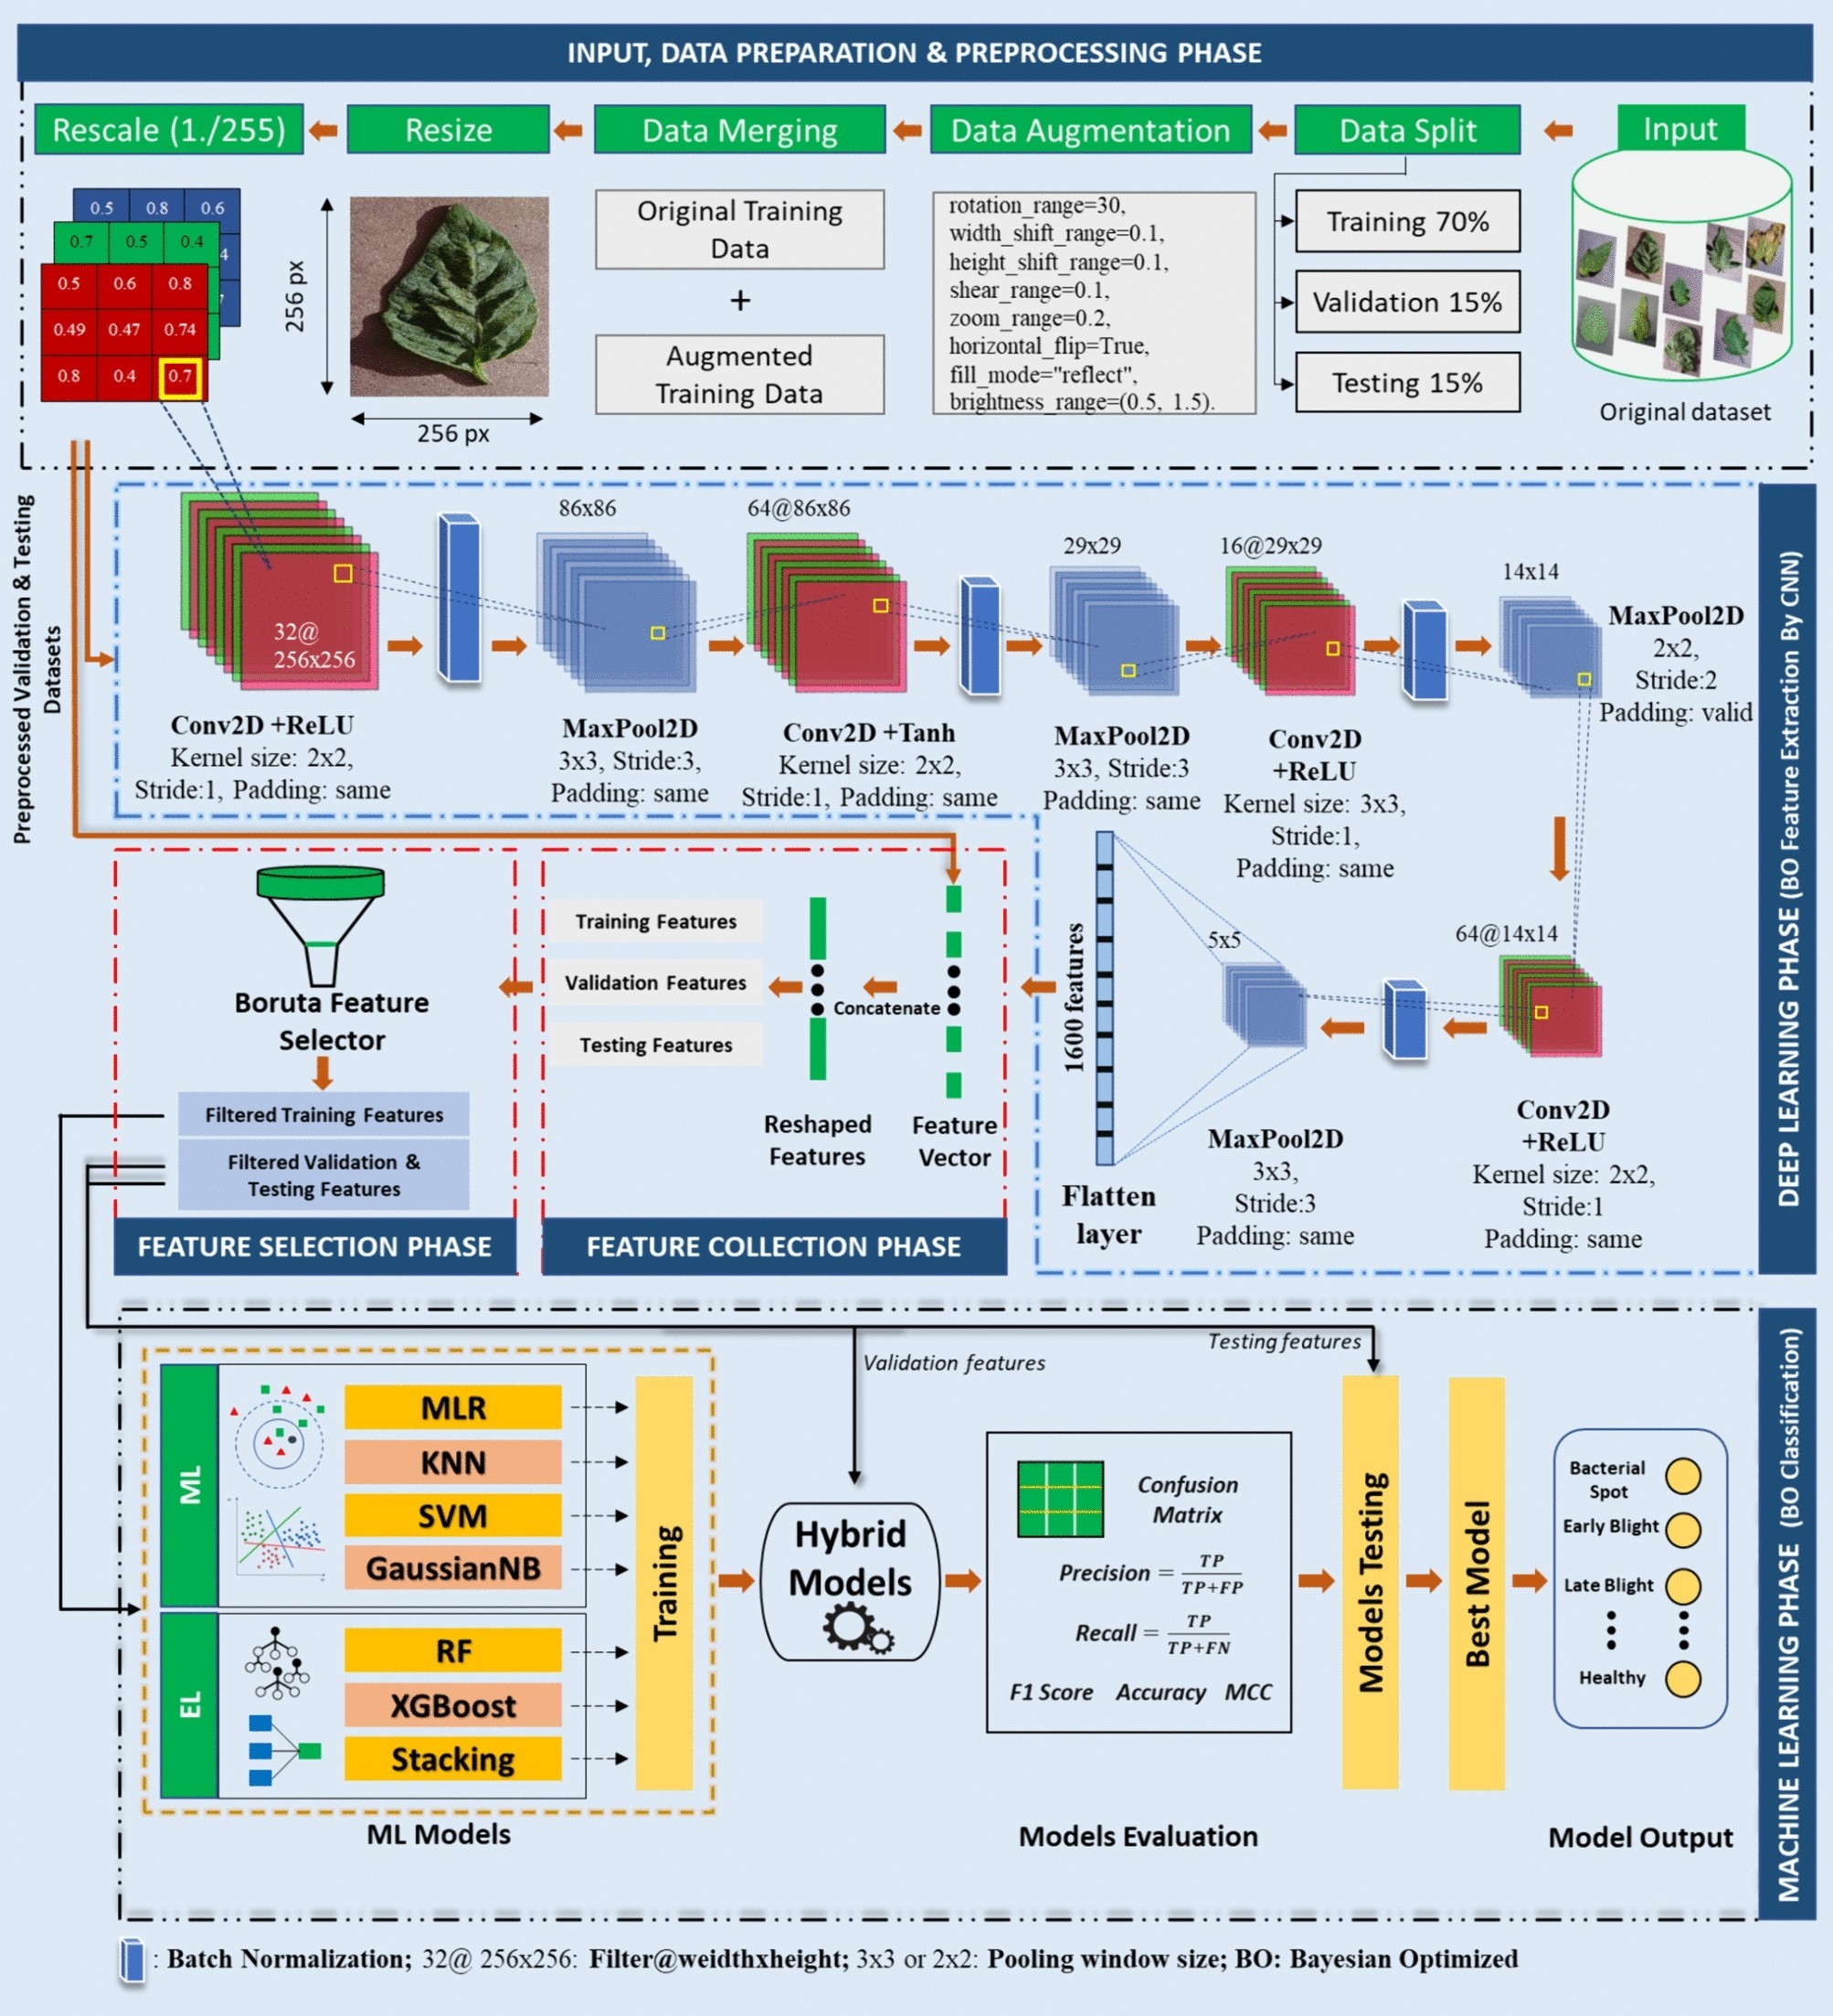 INPUT, DATA PREPARATION & PREPROCESSING PHASE
Rescale (1./255)
Resize
Data Merging
Data Augmentation
Data Split
Input
0.5 0.8 0.6
0.7 0.5 0.4
4
0.5 0.6 0.8
7
0.49 0.47 0.74
0.8 0.4 0.7
256 px
256 px
Original Training
Data
+
Augmented
Training Data
rotation_range=30,
width_shift_range=0.1,
height_shift_range=0.1,
shear_range=0.1,
zoom_range=0.2,
horizontal_flip=True,
fill_mode="reflect",
brightness_range=(0.5, 1.5).
Training 70%
Validation 15%
Testing 15%
Original dataset
Preprocessed Validation & Testing
Datasets
32@
256x256
Conv2D +ReLU
Kernel size: 2x2,
Stride:1, Padding: same
86x86
MaxPool2D
3x3, Stride:3,
Padding: same
64@86x86
Conv2D +Tanh
Kernel size: 2x2,
Stride:1, Padding: same
29x29
MaxPool2D
3x3, Stride:3
Padding: same
16@29x29
Conv2D
+ReLU
Kernel size: 3x3,
Stride:1,
Padding: same
14x14
MaxPool2D
2x2,
Stride:2
Padding: valid
64@14x14
Conv2D
+ReLU
Kernel size: 2x2,
Stride:1
Padding: same
5x5
MaxPool2D
3x3,
Stride:3
Padding: same
1600 features
Flatten
layer
DEEP LEARNING PHASE (BO Feature Extraction By CNN)
Training Features
Validation Features
Testing Features
Concatenate
Reshaped
Features
Feature
Vector
FEATURE COLLECTION PHASE
Boruta Feature
Selector
Filtered Training Features
Filtered Validation &
Testing Features
FEATURE SELECTION PHASE
Validation features
Testing features
ML
MLR
KNN
SVM
GaussianNB
EL
RF
XGBoost
Stacking
Training
ML Models
Hybrid
Models
Confusion
Matrix
Precision = TP
TP+FP
Recall = TP
TP+FN
F1 Score Accuracy MCC
Models Evaluation
Models Testing
Best Model
Bacterial
Spot
Early Blight
Late Blight
Healthy
Model Output
MACHINE LEARNING PHASE (BO Classification)
: Batch Normalization; 32@ 256x256: Filter@weidthxheight; 3x3 or 2x2: Pooling window size; BO: Bayesian Optimized